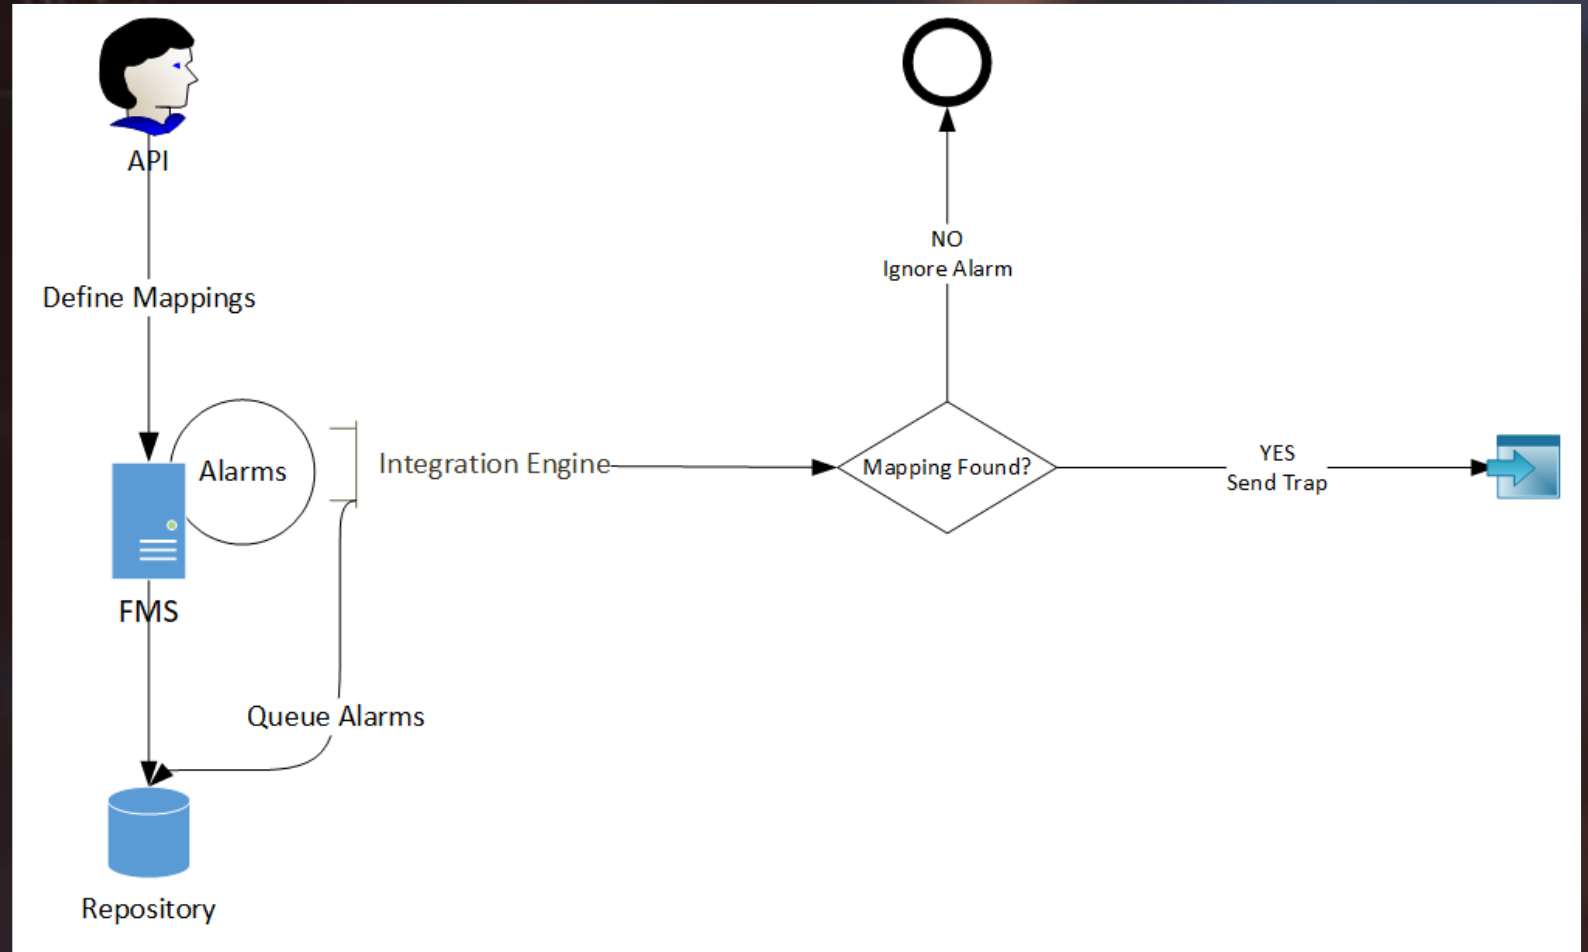 API
Define Mappings
NO
Ignore Alarm
Alarms
Integration Engine
Mapping Found?
YES
Send Trap
FMS
Queue Alarms
Repository